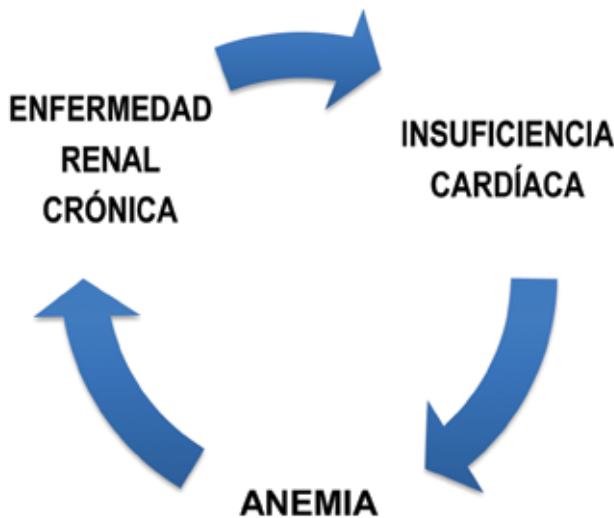 ENFERMEDAD
RENAL
CRÓNICA
INSUFICIENCIA
CARDÍACA
ANEMIA